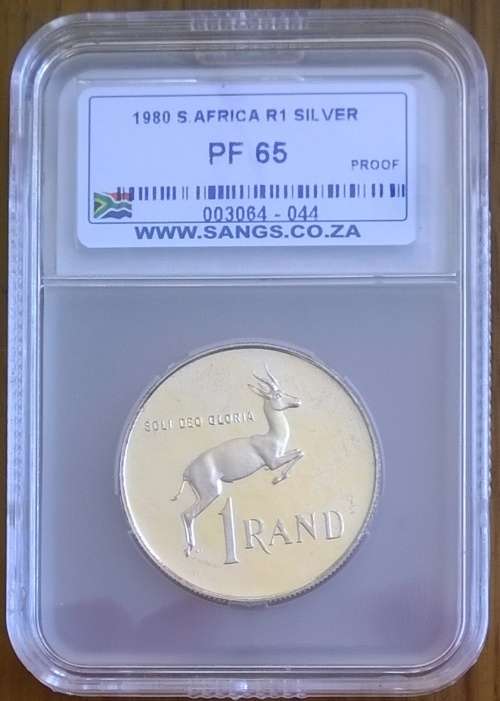 1980 S.AFRICA R1 SILVER
PF 65
PROOF
003064 - 044
WWW.SANGS.CO.ZA
SOLI DEO GLORIA
1 RAND